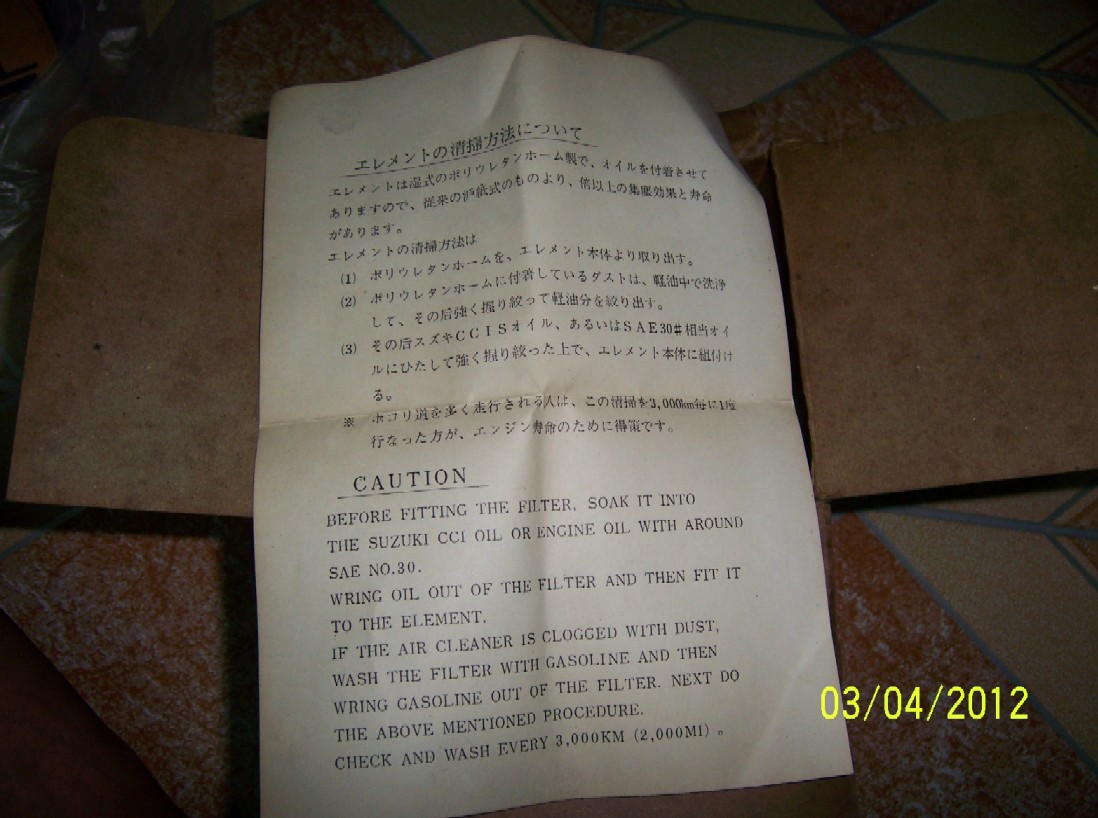 エレメントの清掃方法について
エレメントは湿式のポリウレタンホーム製で、オイルを付着させて
ありますので、従来の沪紙式のものより、倍以上の集塵効果と寿命
があります。
エレメントの清掃方法は
(1) ポリウレタンホームを、エレメント本体より取り出す。
(2) ポリウレタンホームに付着しているダストは、軽油中で洗浄
して、その后強く握り絞って軽油分を絞り出す。
(3) その后スズキCCISオイル、あるいはSAE30#相当オイ
ルにひたして強く握り絞った上で、エレメント本体に組付け
る。
※ ホコリ道を多く走行される人は、この清掃を3,000km毎に1度
行なった方が、エンジン寿命のために得策です。
CAUTION
BEFORE FITTING THE FILTER, SOAK IT INTO
THE SUZUKI CCI OIL OR ENGINE OIL WITH AROUND
SAE NO.30.
WRING OIL OUT OF THE FILTER AND THEN FIT IT
TO THE ELEMENT.
IF THE AIR CLEANER IS CLOGGED WITH DUST,
WASH THE FILTER WITH GASOLINE AND THEN
WRING GASOLINE OUT OF THE FILTER. NEXT DO
THE ABOVE MENTIONED PROCEDURE.
CHECK AND WASH EVERY 3,000KM (2,000MI) 。
03/04/2012